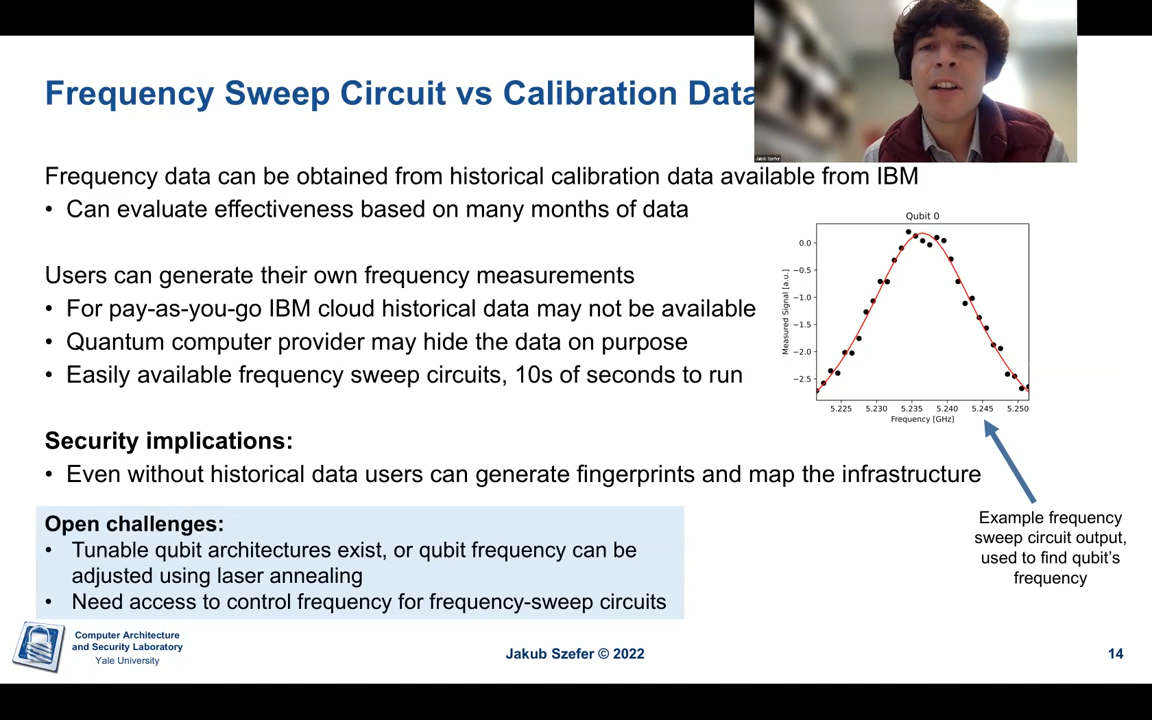 Frequency Sweep Circuit vs Calibration Data
Jakub Szefer
Frequency data can be obtained from historical calibration data available from IBM
• Can evaluate effectiveness based on many months of data
Users can generate their own frequency measurements
• For pay-as-you-go IBM cloud historical data may not be available
• Quantum computer provider may hide the data on purpose
• Easily available frequency sweep circuits, 10s of seconds to run
Qubit 0
Measured Signal [a.u.]
0.0
−0.5
−1.0
−1.5
−2.0
−2.5
5.225 5.230 5.235 5.240 5.245 5.250
Frequency [GHz]
Security implications:
• Even without historical data users can generate fingerprints and map the infrastructure
Example frequency
sweep circuit output,
used to find qubit's
frequency
Open challenges:
• Tunable qubit architectures exist, or qubit frequency can be
adjusted using laser annealing
• Need access to control frequency for frequency-sweep circuits
Computer Architecture
and Security Laboratory
Yale University
Jakub Szefer © 2022
14